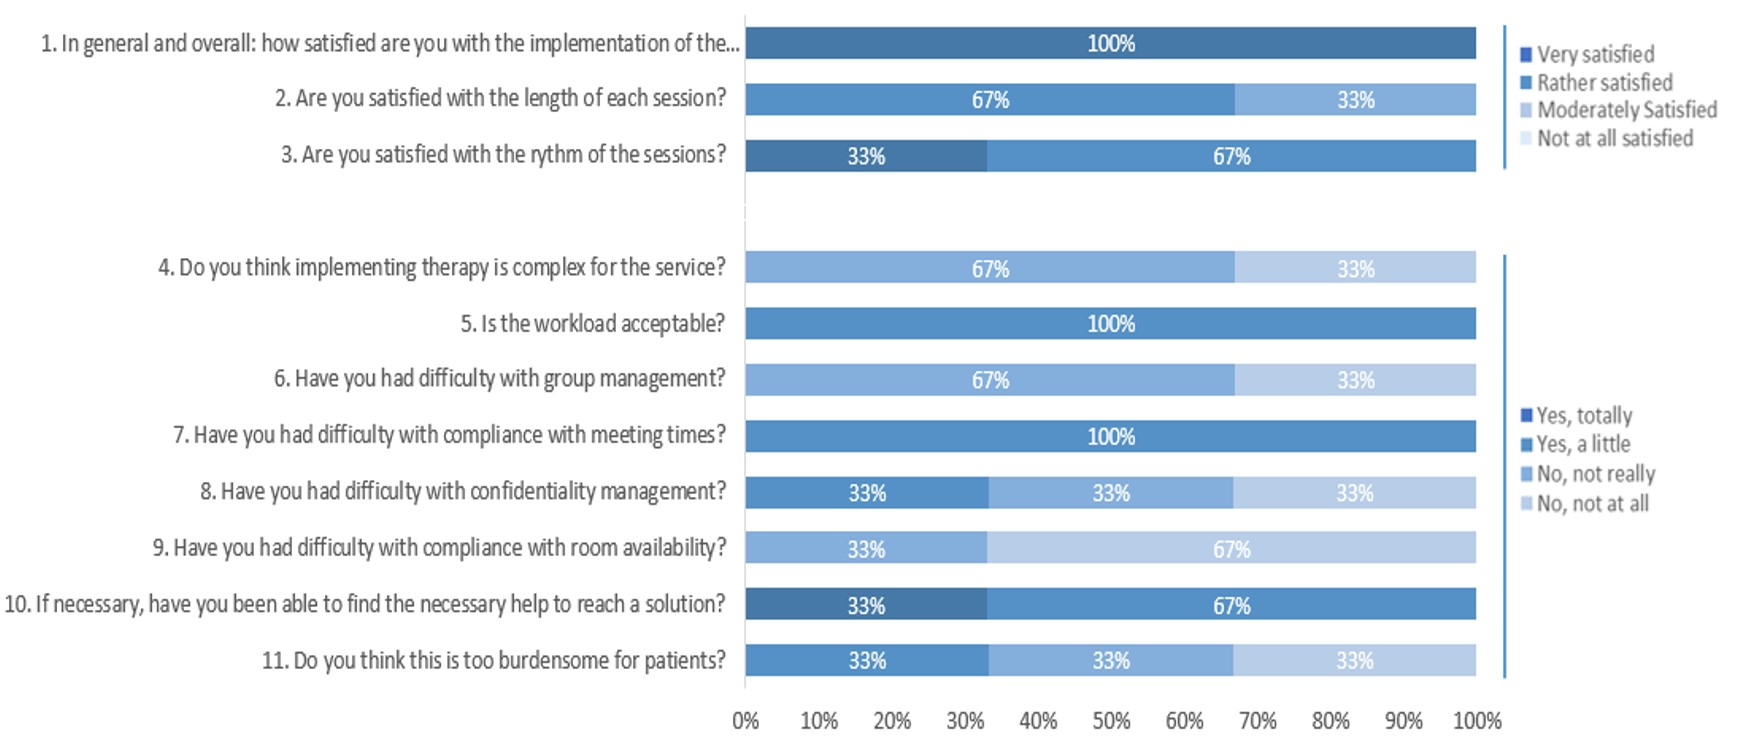 1. In general and overall: how satisfied are you with the implementation of the...
100%
2. Are you satisfied with the length of each session?
67%
33%
3. Are you satisfied with the rythm of the sessions?
33%
67%
Very satisfied
Rather satisfied
Moderately Satisfied
Not at all satisfied
4. Do you think implementing therapy is complex for the service?
67%
33%
5. Is the workload acceptable?
100%
6. Have you had difficulty with group management?
67%
33%
7. Have you had difficulty with compliance with meeting times?
100%
8. Have you had difficulty with confidentiality management?
33%
33%
33%
9. Have you had difficulty with compliance with room availability?
33%
67%
10. If necessary, have you been able to find the necessary help to reach a solution?
33%
67%
11. Do you think this is too burdensome for patients?
33%
33%
33%
Yes, totally
Yes, a little
No, not really
No, not at all
0%
10%
20%
30%
40%
50%
60%
70%
80%
90%
100%